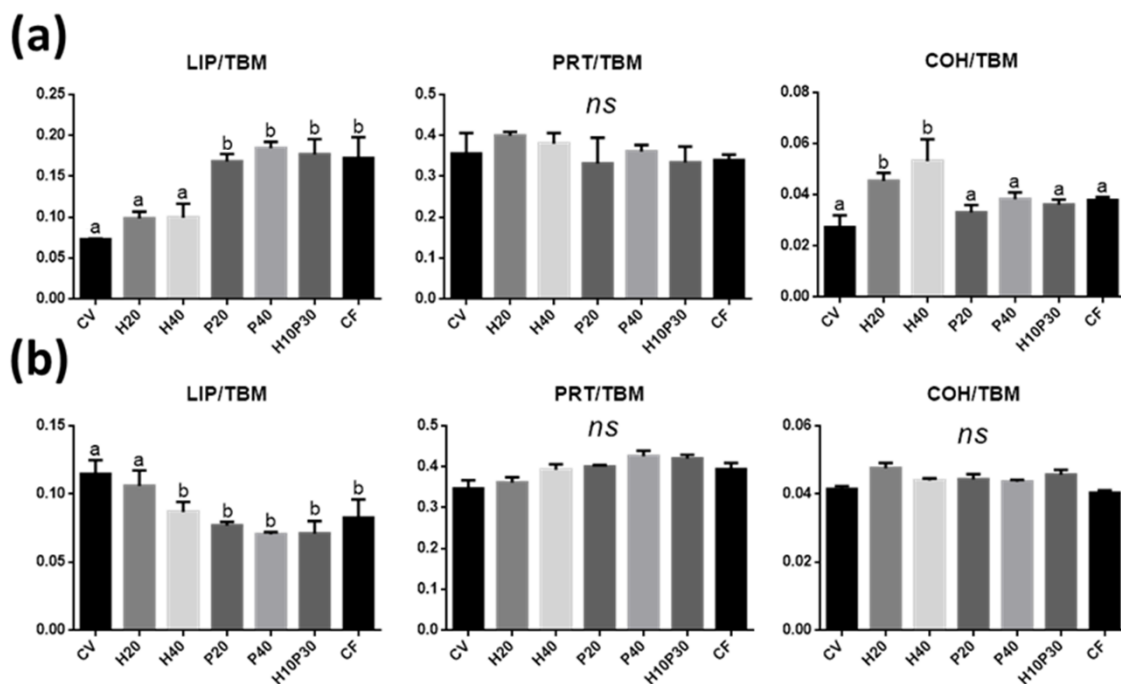 (a)
LIP/TBM PRT/TBM COH/TBM
0.25
0.20
0.15
0.10
0.05
0.00
a a a b b b b
CV H20 H40 P20 P40 H10P30 CF
0.5
0.4
0.3
0.2
0.1
0.0
ns
CV H20 H40 P20 P40 H10P30 CF
0.08
0.06
0.04
0.02
0.00
a b b a a a a
CV H20 H40 P20 P40 H10P30 CF
(b)
LIP/TBM PRT/TBM COH/TBM
0.15
0.10
0.05
0.00
a a b b b b b
CV H20 H40 P20 P40 H10P30 CF
0.5
0.4
0.3
0.2
0.1
0.0
ns
CV H20 H40 P20 P40 H10P30 CF
0.06
0.04
0.02
0.00
ns
CV H20 H40 P20 P40 H10P30 CF